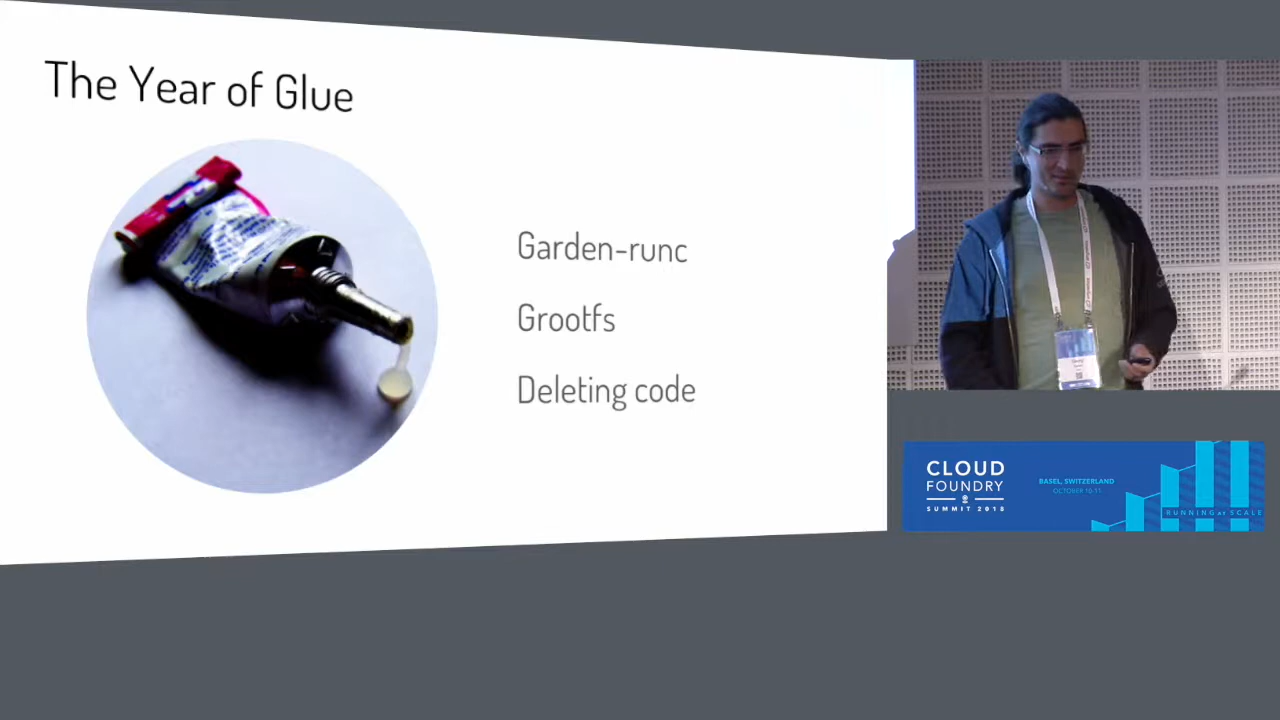 The Year of Glue
Garden-runc
Grootfs
Deleting code
CLOUD
FOUNDRY
SUMMIT 2018
BASEL, SWITZERLAND
OCTOBER 10-11
RUNNING AT SCALE